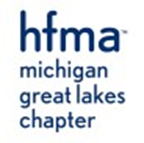 hfma™
michigan
great lakes
chapter